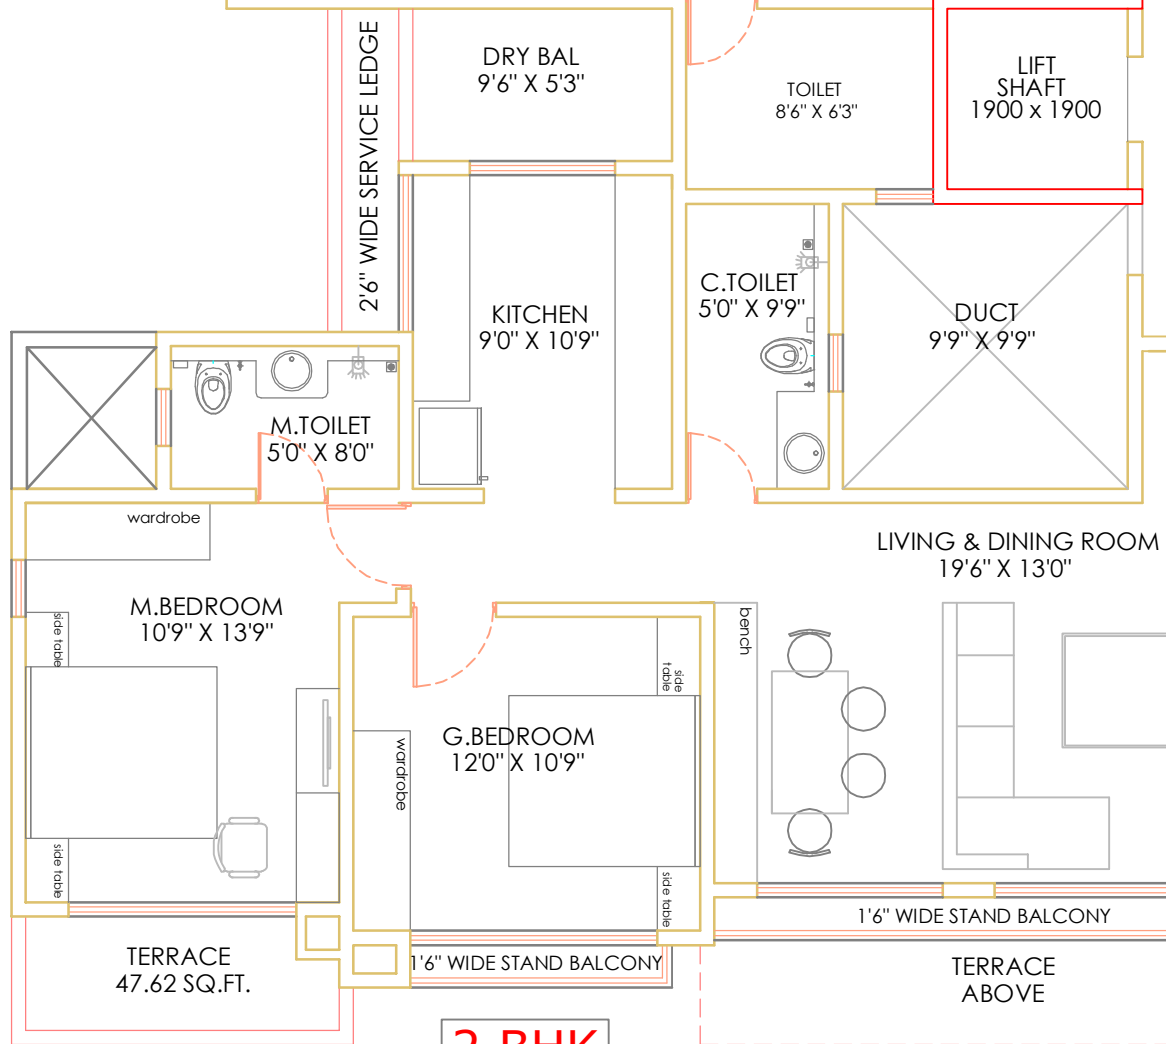 DRY BAL
9'6" X 5'3"
2'6" WIDE SERVICE LEDGE
TOILET
8'6" X 6'3"
LIFT
SHAFT
1900 x 1900
KITCHEN
9'0" X 10'9"
C.TOILET
5'0" X 9'9"
DUCT
9'9" X 9'9"
M.TOILET
5'0" X 8'0"
wardrobe
LIVING & DINING ROOM
19'6" X 13'0"
M.BEDROOM
10'9" X 13'9"
side table
bench
side
table
G.BEDROOM
12'0" X 10'9"
wardrobe
side table
side table
1'6" WIDE STAND BALCONY
TERRACE
47.62 SQ.FT.
1'6" WIDE STAND BALCONY
TERRACE
ABOVE
2 BHK